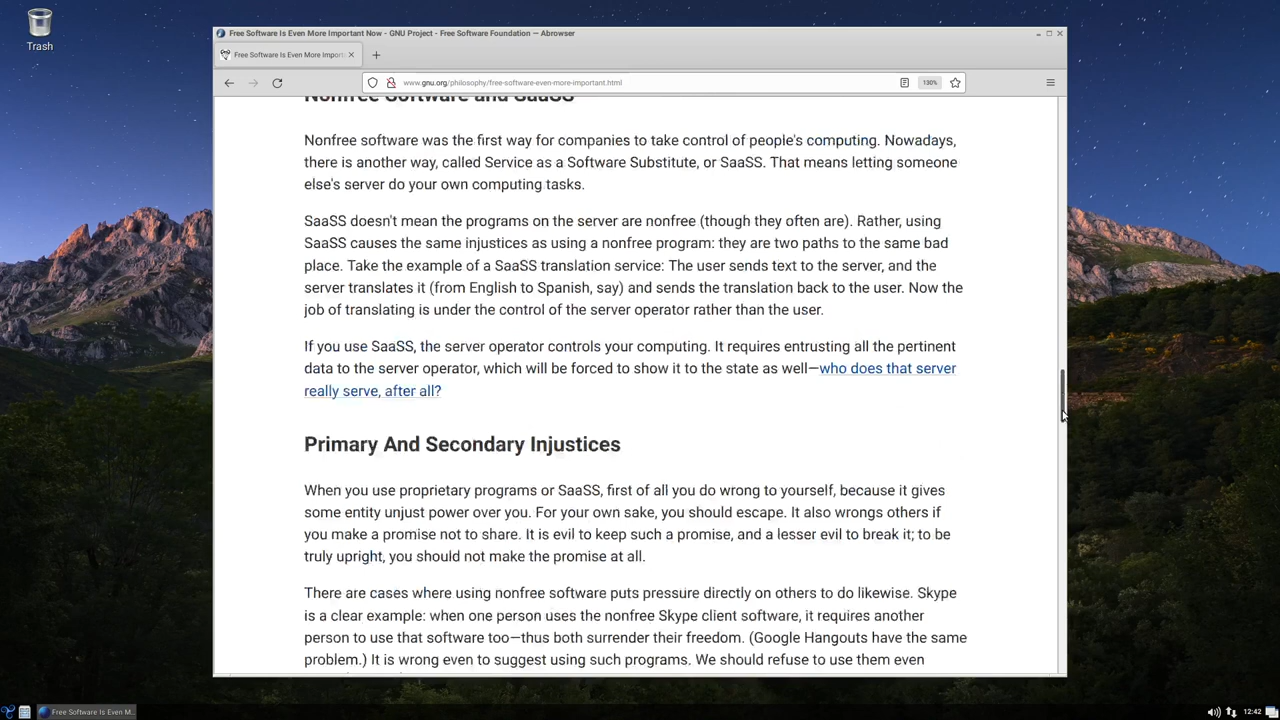 Trash
Free Software Is Even More Important Now - GNU Project - Free Software Foundation — Abrowser
Free Software Is Even More Import
www.gnu.org/philosophy/free-software-even-more-important.html
130%
Nonfree Software and SaaSS
Nonfree software was the first way for companies to take control of people's computing. Nowadays,
there is another way, called Service as a Software Substitute, or SaaSS. That means letting someone
else's server do your own computing tasks.
SaaSS doesn't mean the programs on the server are nonfree (though they often are). Rather, using
SaaSS causes the same injustices as using a nonfree program: they are two paths to the same bad
place. Take the example of a SaaSS translation service: The user sends text to the server, and the
server translates it (from English to Spanish, say) and sends the translation back to the user. Now the
job of translating is under the control of the server operator rather than the user.
If you use SaaSS, the server operator controls your computing. It requires entrusting all the pertinent
data to the server operator, which will be forced to show it to the state as well—who does that server
really serve, after all?
Primary And Secondary Injustices
When you use proprietary programs or SaaSS, first of all you do wrong to yourself, because it gives
some entity unjust power over you. For your own sake, you should escape. It also wrongs others if
you make a promise not to share. It is evil to keep such a promise, and a lesser evil to break it; to be
truly upright, you should not make the promise at all.
There are cases where using nonfree software puts pressure directly on others to do likewise. Skype
is a clear example: when one person uses the nonfree Skype client software, it requires another
person to use that software too—thus both surrender their freedom. (Google Hangouts have the same
problem.) It is wrong even to suggest using such programs. We should refuse to use them even
Free Software Is Even M...
12:42